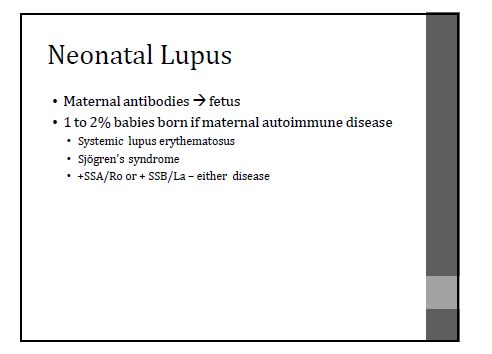 Neonatal Lupus
• Maternal antibodies → fetus
• 1 to 2% babies born if maternal autoimmune disease
• Systemic lupus erythematosus
• Sjögren's syndrome
• +SSA/Ro or + SSB/La – either disease